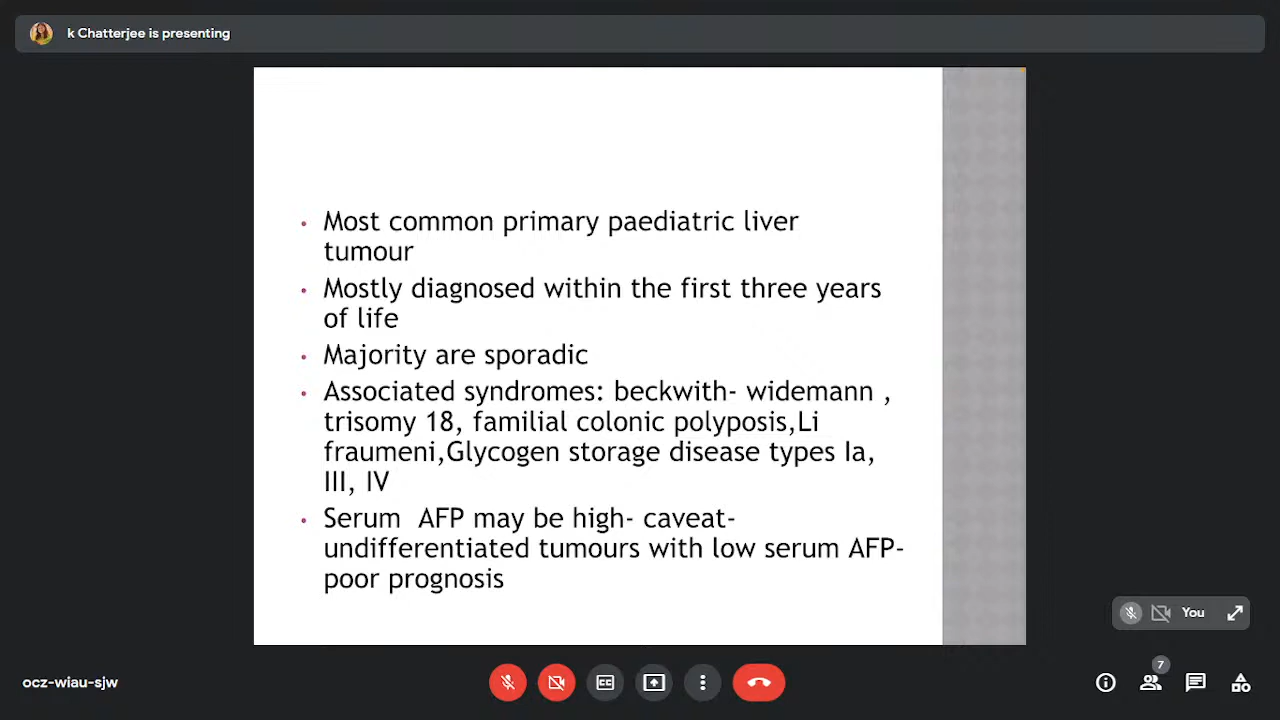 k Chatterjee is presenting
• Most common primary paediatric liver
tumour
• Mostly diagnosed within the first three years
of life
• Majority are sporadic
• Associated syndromes: beckwith- widemann ,
trisomy 18, familial colonic polyposis,Li
fraumeni,Glycogen storage disease types Ia,
III, IV
• Serum  AFP may be high- caveat-
undifferentiated tumours with low serum AFP-
poor prognosis
You
7
ocz-wiau-sjw
CC